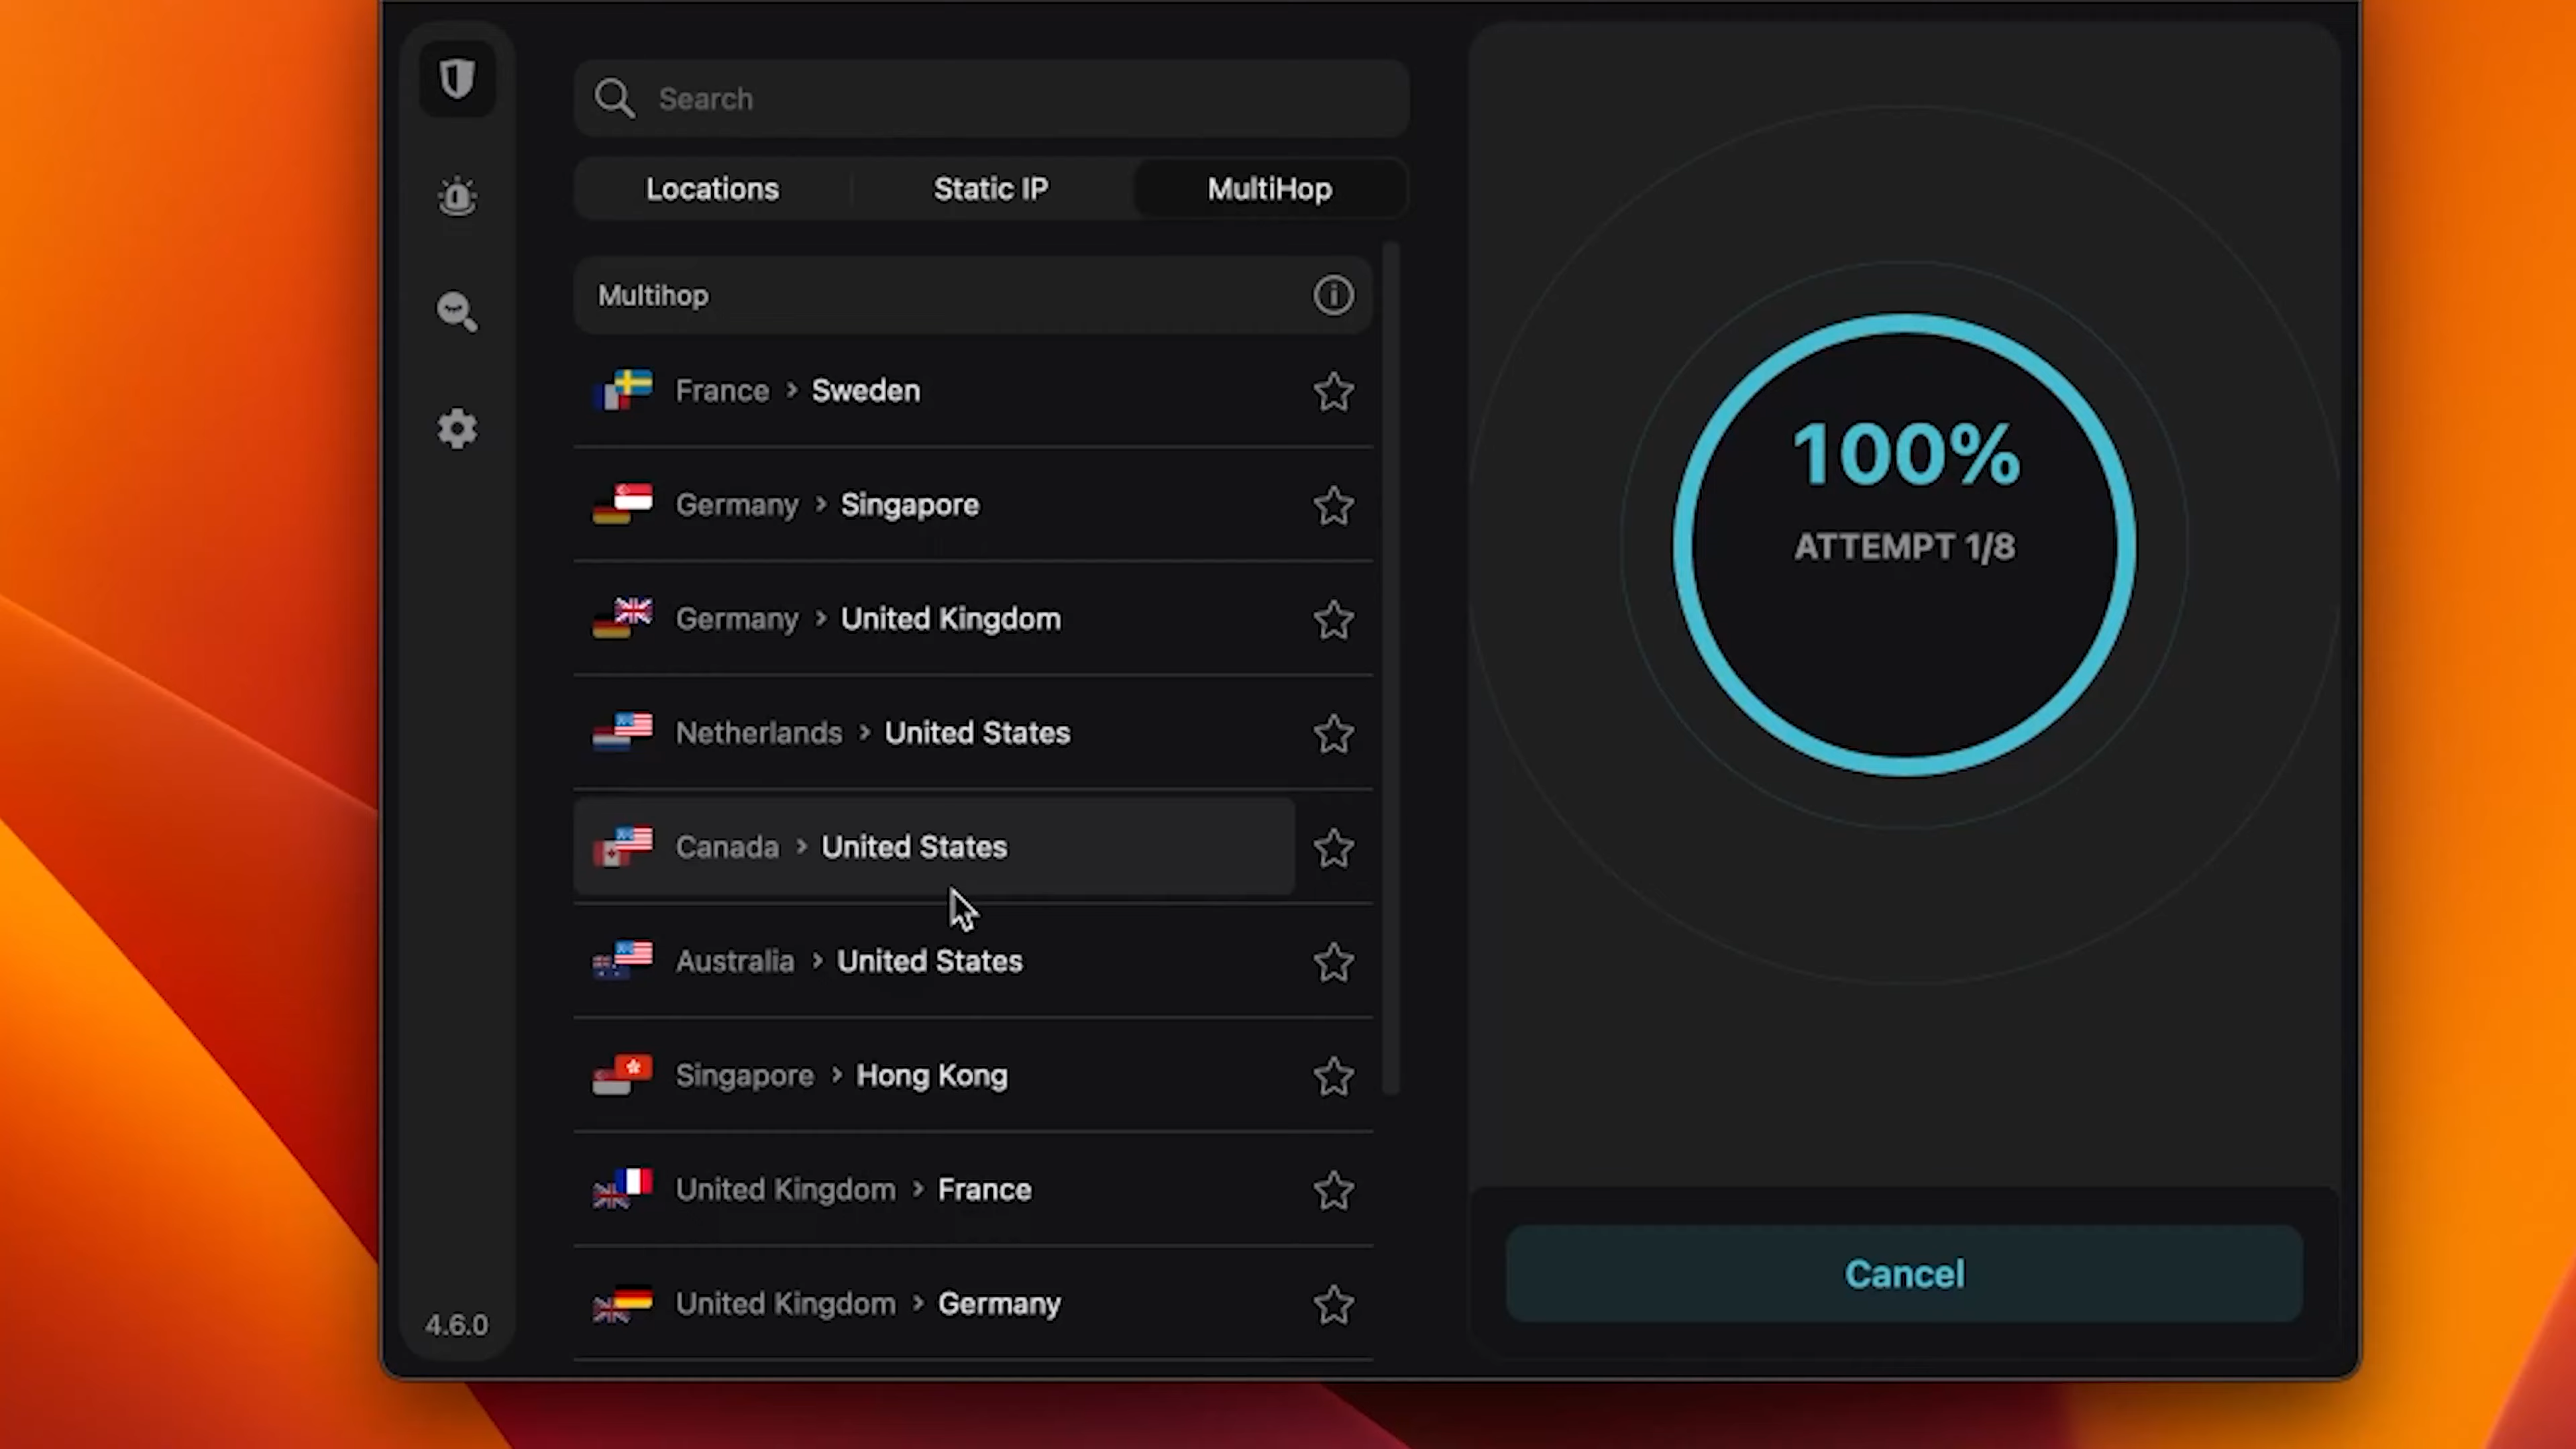 Search
Locations
Static IP
MultiHop
Multihop
France > Sweden
Germany > Singapore
Germany > United Kingdom
Netherlands > United States
Canada > United States
Australia > United States
Singapore > Hong Kong
United Kingdom > France
United Kingdom > Germany
4.6.0
100%
ATTEMPT 1/8
Cancel